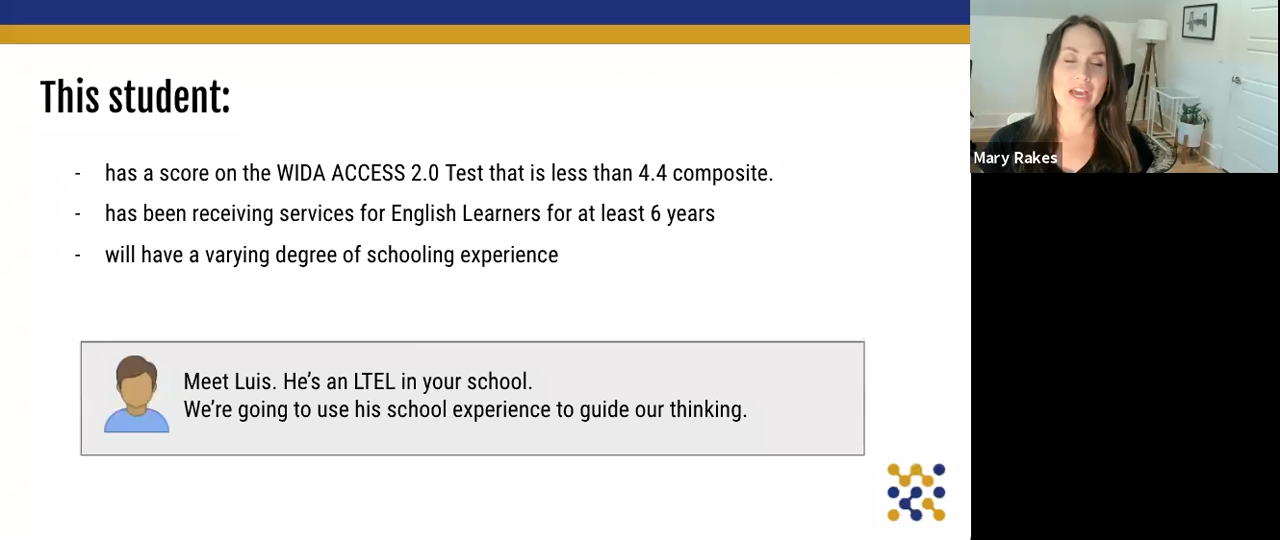 This student:
- has a score on the WIDA ACCESS 2.0 Test that is less than 4.4 composite.
- has been receiving services for English Learners for at least 6 years
- will have a varying degree of schooling experience
Meet Luis. He’s an LTEL in your school.
We’re going to use his school experience to guide our thinking.
Mary Rakes